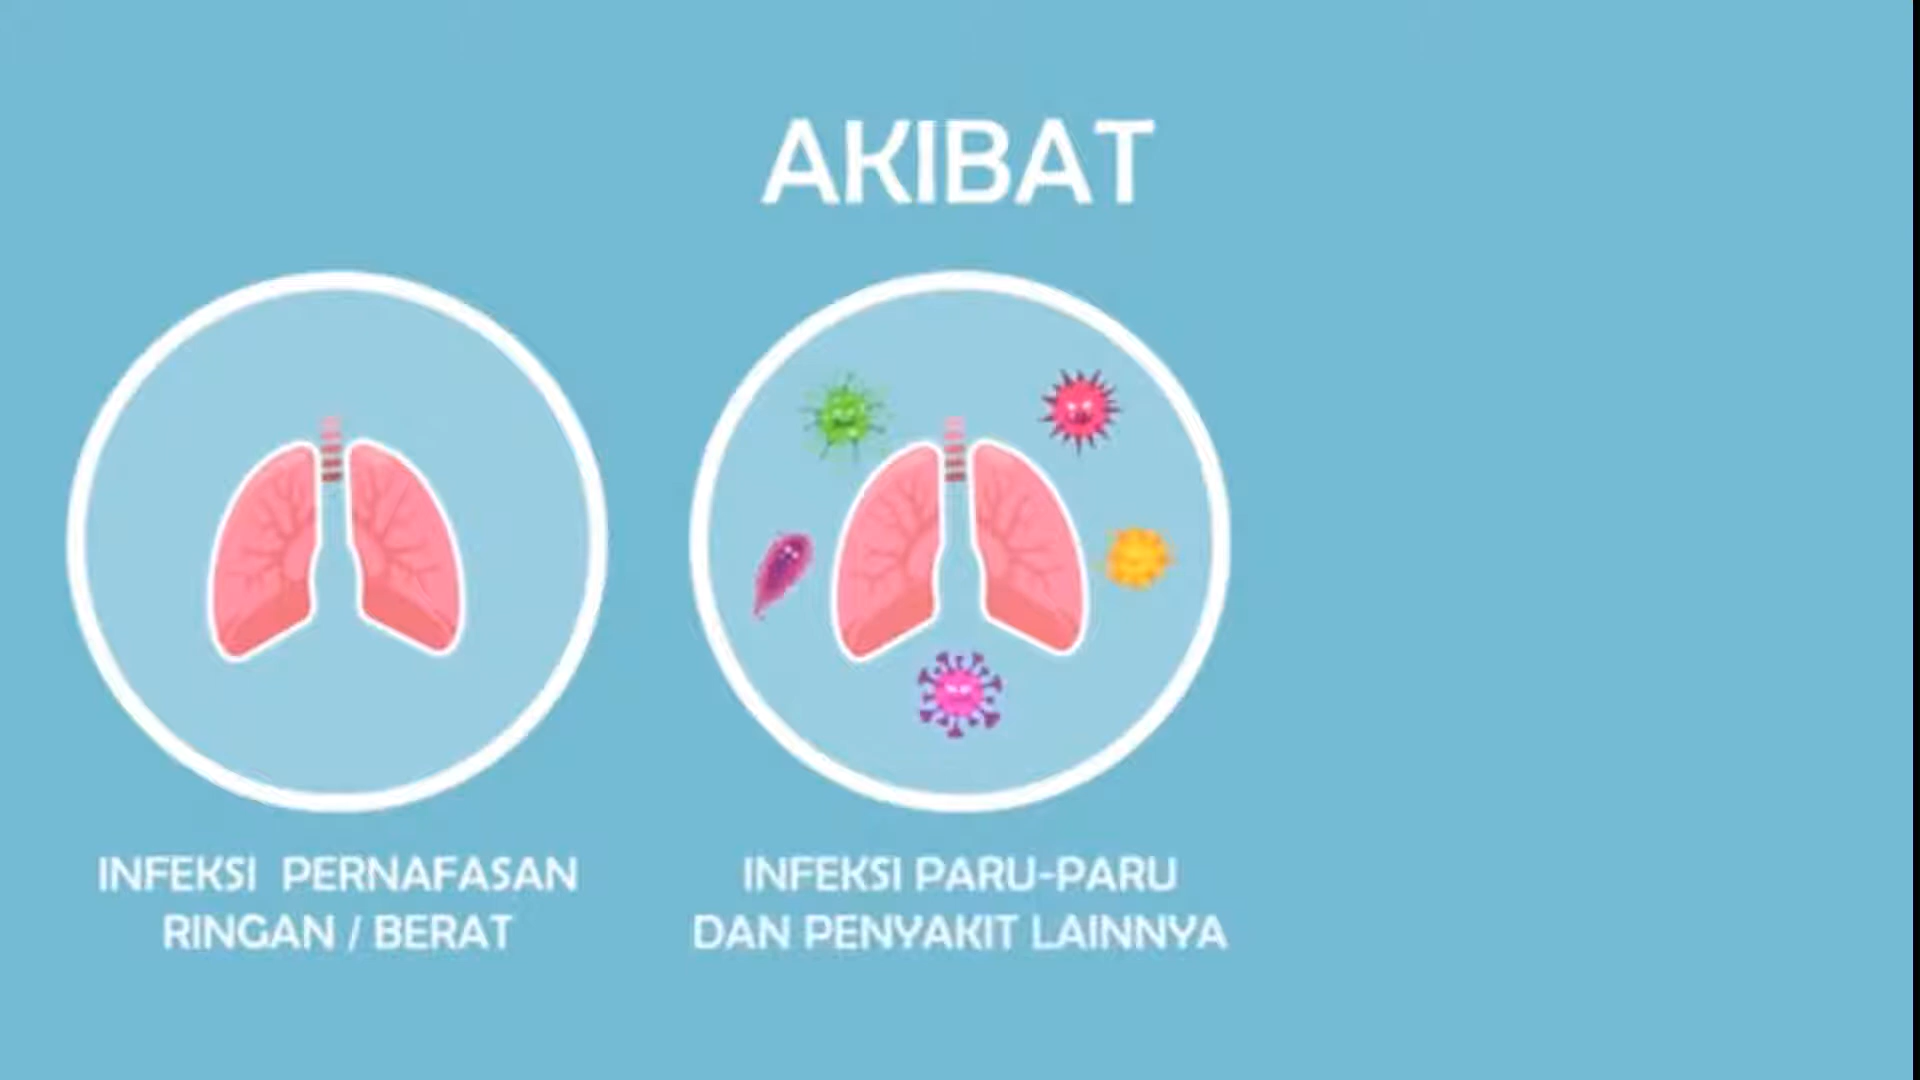 AKIBAT
INFEKSI PERNAFASAN
RINGAN / BERAT
INFEKSI PARU-PARU
DAN PENYAKIT LAINNYA